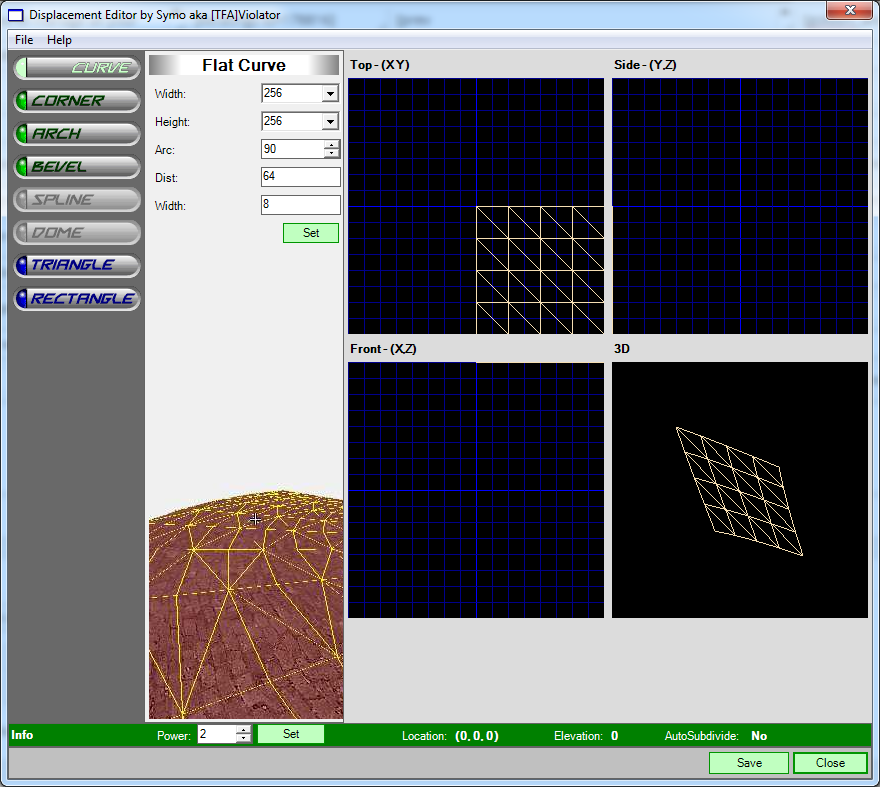 Displacement Editor by Symo aka [TFA]Violator
File Help
CURVE
CORNER
ARCH
BEVEL
SPLINE
DOME
TRIANGLE
RECTANGLE
Flat Curve
Width: 256
Height: 256
Arc: 90
Dist: 64
Width: 8
Set
Top - (X,Y)
Side - (Y,Z)
Front - (X,Z)
3D
Info Power: 2 Set Location: (0, 0, 0) Elevation: 0 AutoSubdivide: No
Save Close